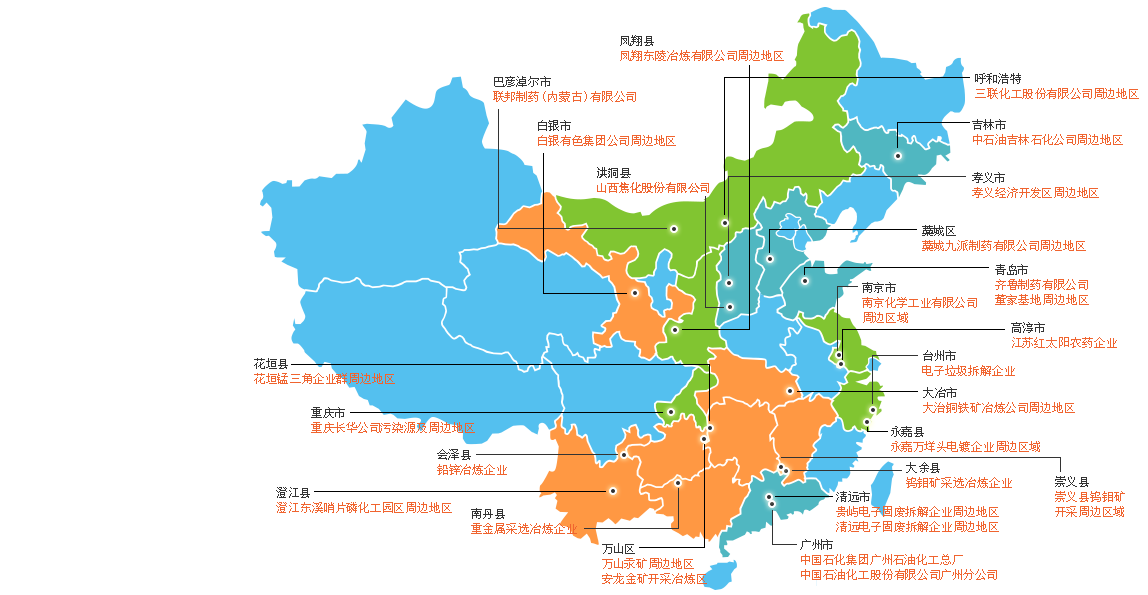 凤翔县
凤翔东陵冶炼有限公司周边地区
巴彦淖尔市
联邦制药(内蒙古)有限公司
呼和浩特
三联化工股份有限公司周边地区
白银市
白银有色集团公司周边地区
吉林市
中石油吉林石化公司周边地区
洪洞县
山西焦化股份有限公司
孝义市
孝义经济开发区周边地区
藁城区
藁城九派制药有限公司周边地区
青岛市
齐鲁制药有限公司
董家基地周边地区
南京市
南京化学工业有限公司
周边区域
高淳市
江苏红太阳农药企业
台州市
电子垃圾拆解企业
花垣县
花垣锰三角企业群周边地区
大冶市
大冶铜铁矿冶炼公司周边地区
重庆市
重庆长华公司污染源及周边地区
永嘉县
永嘉万垟头电镀企业周边区域
会泽县
铅锌冶炼企业
大余县
钨钼矿采选冶炼企业
崇义县
崇义县钨钼矿
开采周边区域
澄江县
澄江东溪哨片磷化工园区周边地区
清远市
贵屿电子固废拆解企业周边地区
清远电子固废拆解企业周边地区
南丹县
重金属采选冶炼企业
万山区
万山汞矿周边地区
安龙金矿开采冶炼区
广州市
中国石化集团广州石油化工总厂
中国石油化工股份有限公司广州分公司